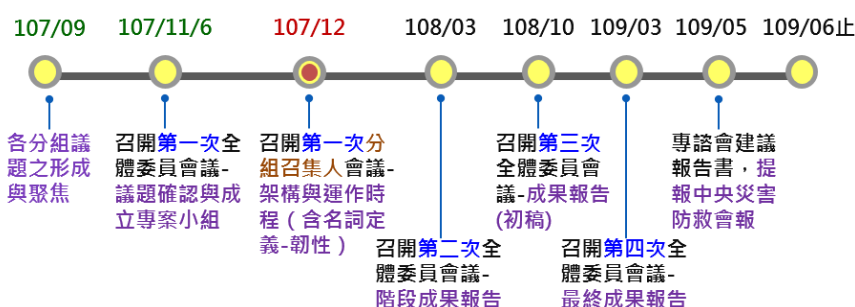 107/09
107/11/6
107/12
108/03
108/10
109/03
109/05
109/06止
各分組議
題之形成
與聚焦
召開第一次全
體委員會議-
議題確認與成
立專案小組
召開第一次分
組召集人會議-
架構與運作時
程（含名詞定
義-韌性）
召開第二次全
體委員會議-
階段成果報告
召開第三次
全體委員會
議-成果報告
(初稿)
召開第四次全
體委員會議-
最終成果報告
專諮會建議
報告書，提
報中央災害
防救會報